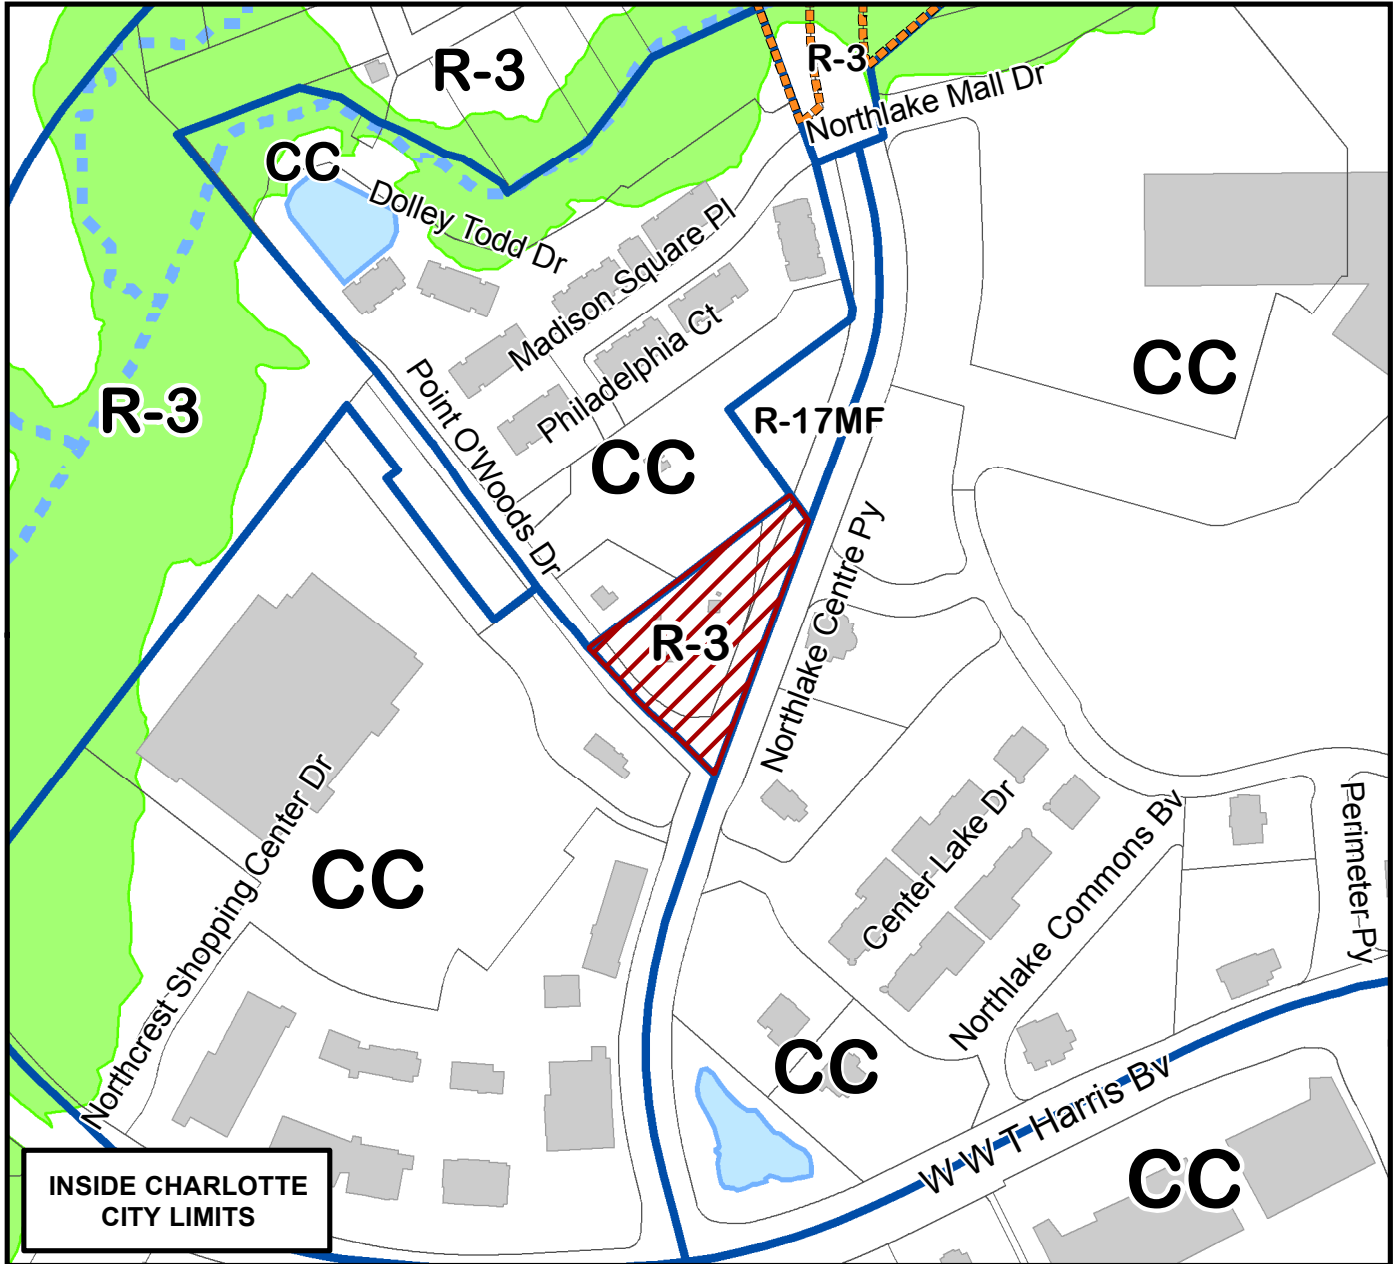 R-3
R-3
Northlake Mall Dr
CC
Dolley Todd Dr
Madison Square Pl
Philadelphia Ct
CC
R-3
Point O'Woods Dr
R-17MF
CC
Northlake Centre Py
R-3
Northcrest Shopping Center Dr
CC
Center Lake Dr
Northlake Commons Bv
Perimeter Py
CC
W W T Harris Bv
CC
INSIDE CHARLOTTE
CITY LIMITS